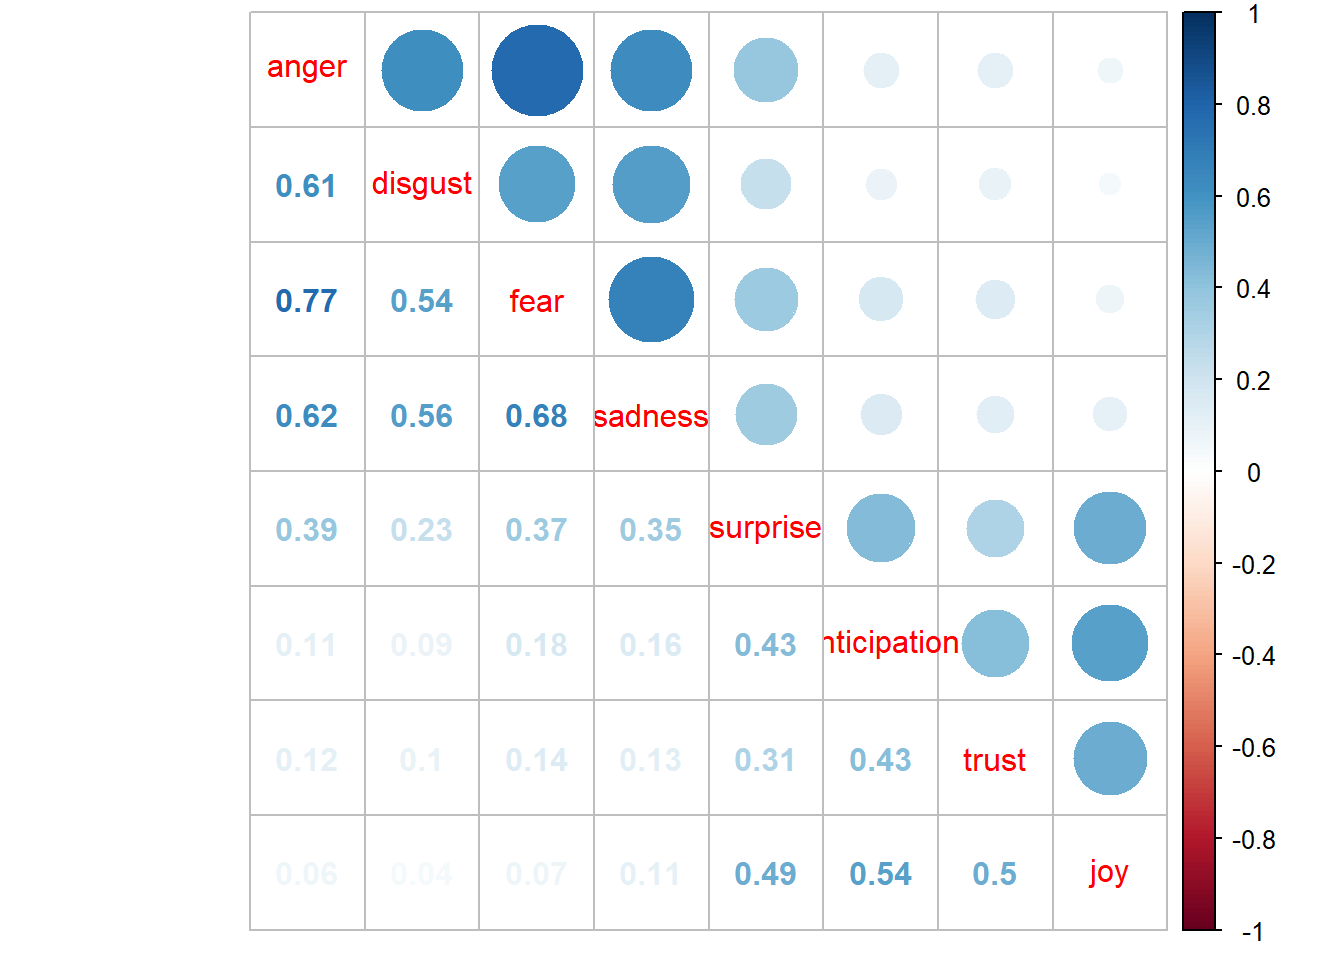 anger
0.61 disgust
0.77 0.54 fear
0.62 0.56 0.68 sadness
0.39 0.23 0.37 0.35 surprise
0.11 0.09 0.18 0.16 0.43 nticipation
0.12 0.1 0.14 0.13 0.31 0.43 trust
0.06 0.04 0.07 0.11 0.49 0.54 0.5 joy
1
0.8
0.6
0.4
0.2
0
-0.2
-0.4
-0.6
-0.8
-1